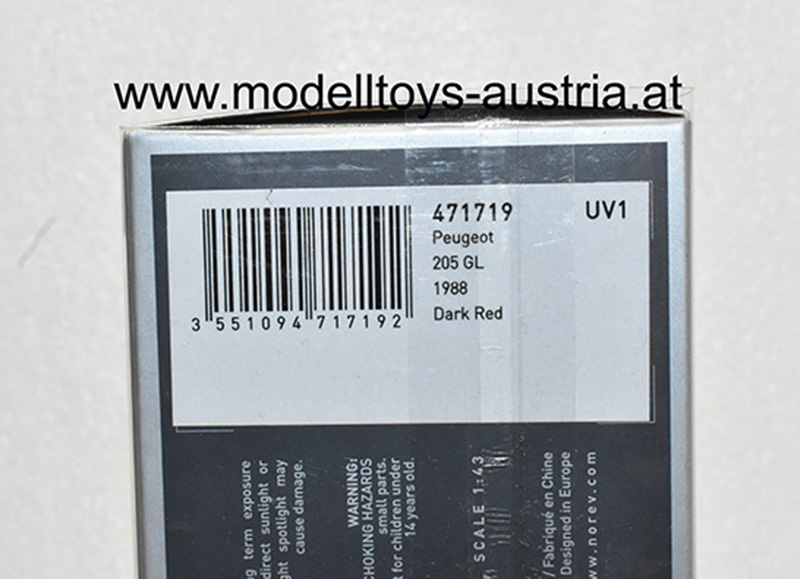 www.modelltoys-austria.at
471719
UV1
Peugeot
205 GL
1988
Dark Red
3 551094 717192
term exposure
direct sunlight or
spotlight may
cause damage.
WARNING:
CHOKING HAZARDS
small parts.
for children under
14 years old.
SCALE 1:43
/ Fabriqué en Chine
Designed in Europe
www.norev.com